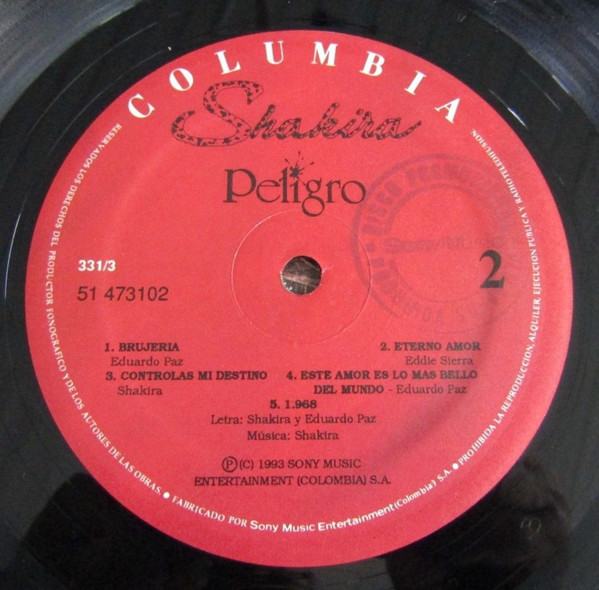 COLUMBIA
Shakira
Peligro
331/3
51 473102
2
DISCO
1. BRUJERIA
Eduardo Paz
2. ETERNO AMOR
Eddie Sierra
3. CONTROLAS MI DESTINO
Shakira
4. ESTE AMOR ES LO MAS BELLO
DEL MUNDO - Eduardo Paz
5. 1.968
Letra: Shakira y Eduardo Paz
Música: Shakira
Ⓟ(C) 1993 SONY MUSIC
ENTERTAINMENT (COLOMBIA) S.A.
RESERVADOS LOS DERECHOS DEL PRODUCTOR FONOGRAFICO Y DE LOS AUTORES DE LAS OBRAS. ● FABRICADO POR Sony Music Entertainment (Colombia) S.A. ● PROHIBIDA LA REPRODUCCION, ALQUILER, EJECUCION PUBLICA Y RADIOTELEDIFUSION.